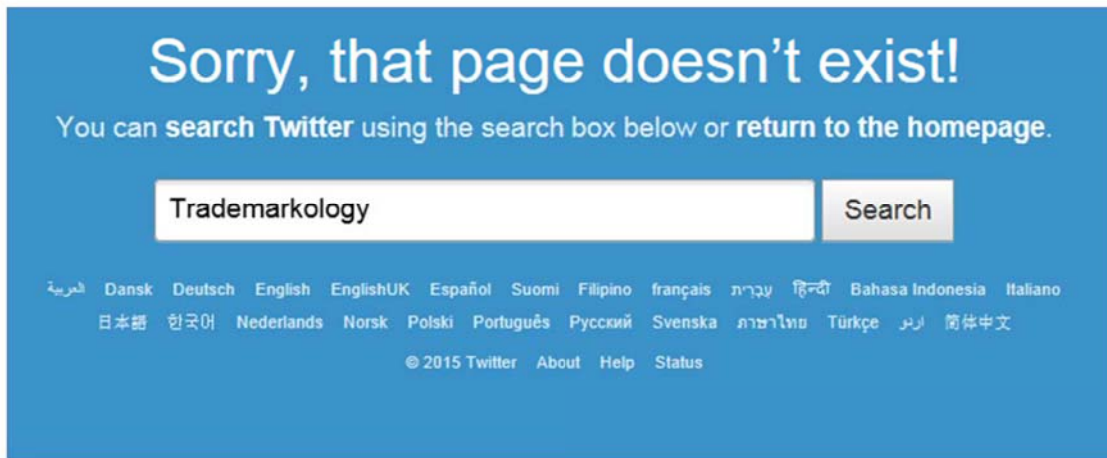 Sorry, that page doesn't exist!
You can search Twitter using the search box below or return to the homepage.
Trademarkology Search
العربية Dansk Deutsch English EnglishUK Español Suomi Filipino français עִבְרִית हिन्दी Bahasa Indonesia Italiano
日本語 한국어 Nederlands Norsk Polski Português Русский Svenska ภาษาไทย Türkçe اردو 简体中文
© 2015 Twitter About Help Status